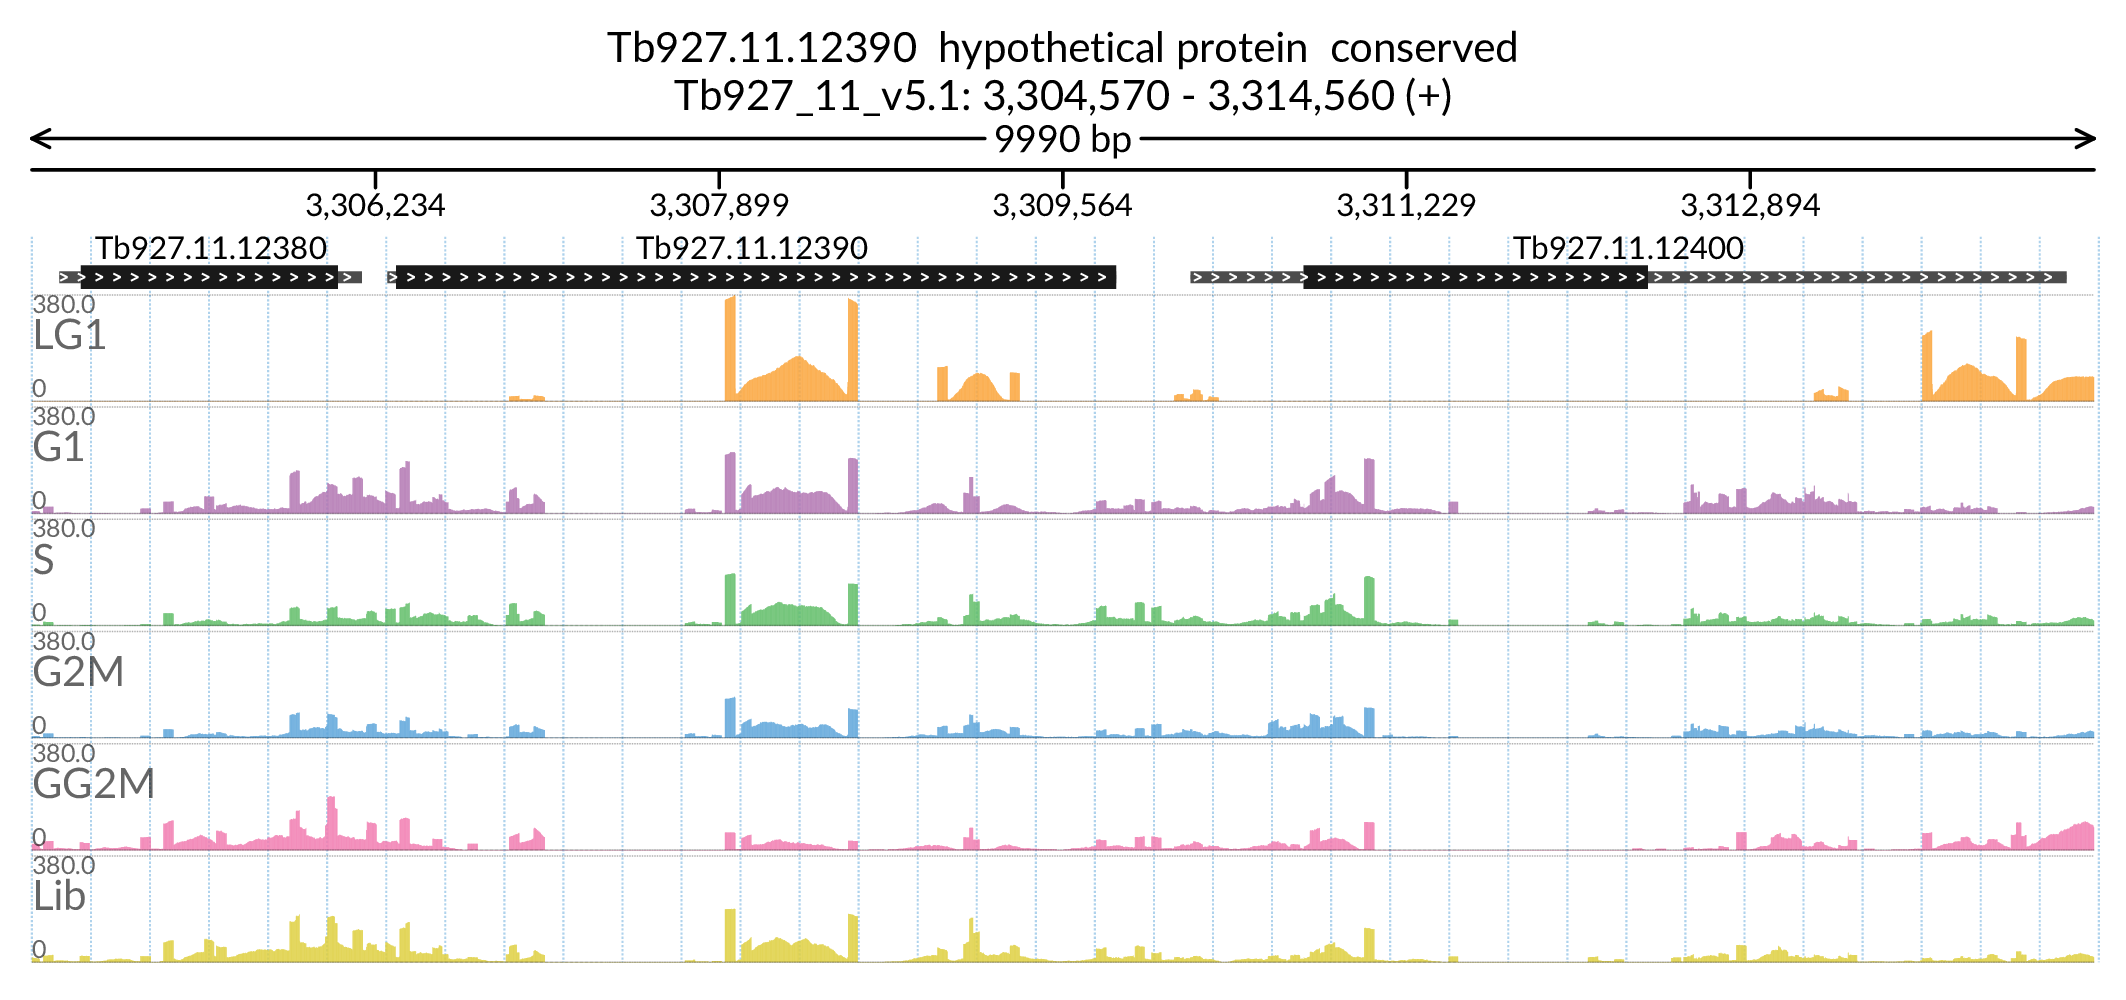 Tb927.11.12390 hypothetical protein conserved
Tb927_11_v5.1: 3,304,570 - 3,314,560 (+)
9990 bp
3,306,234 3,307,899 3,309,564 3,311,229 3,312,894
Tb927.11.12380 Tb927.11.12390 Tb927.11.12400
380.0
LG1
0
380.0
G1
0
380.0
S
0
380.0
G2M
0
380.0
GG2M
0
380.0
Lib
0